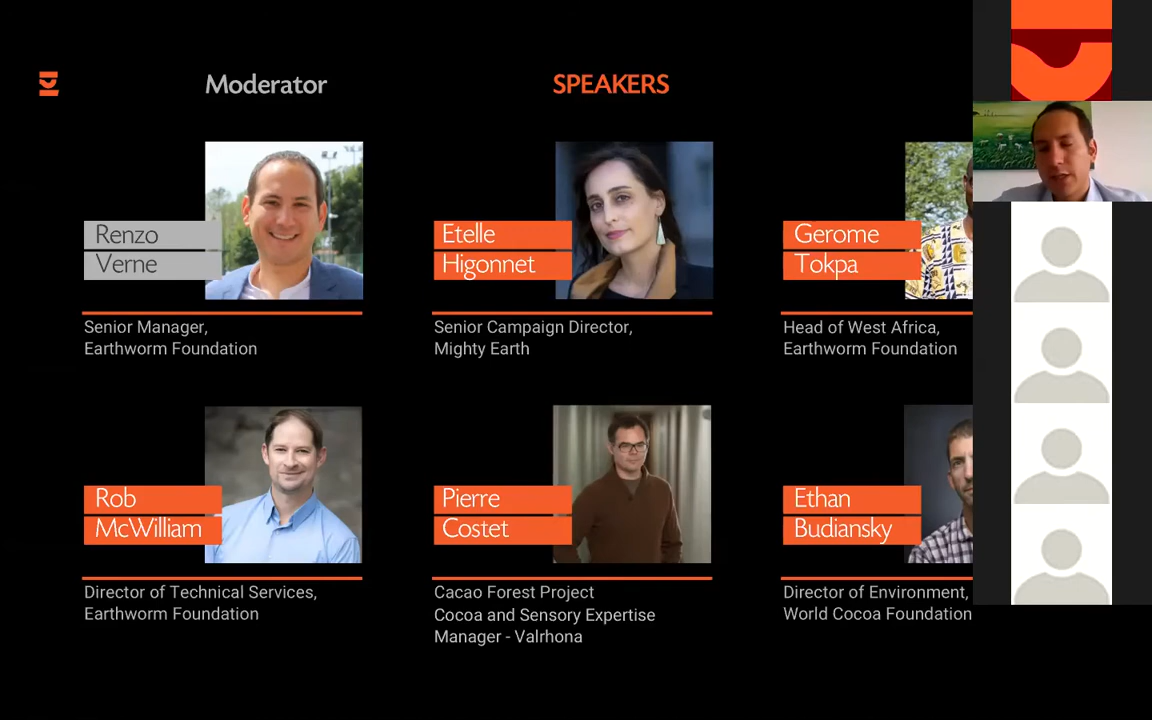 Moderator
SPEAKERS
Renzo
Verne
Senior Manager,
Earthworm Foundation
Etelle
Higonnet
Senior Campaign Director,
Mighty Earth
Gerome
Tokpa
Head of West Africa,
Earthworm Foundation
Rob
McWilliam
Director of Technical Services,
Earthworm Foundation
Pierre
Costet
Cacao Forest Project
Cocoa and Sensory Expertise
Manager - Valrhona
Ethan
Budiansky
Director of Environment,
World Cocoa Foundation